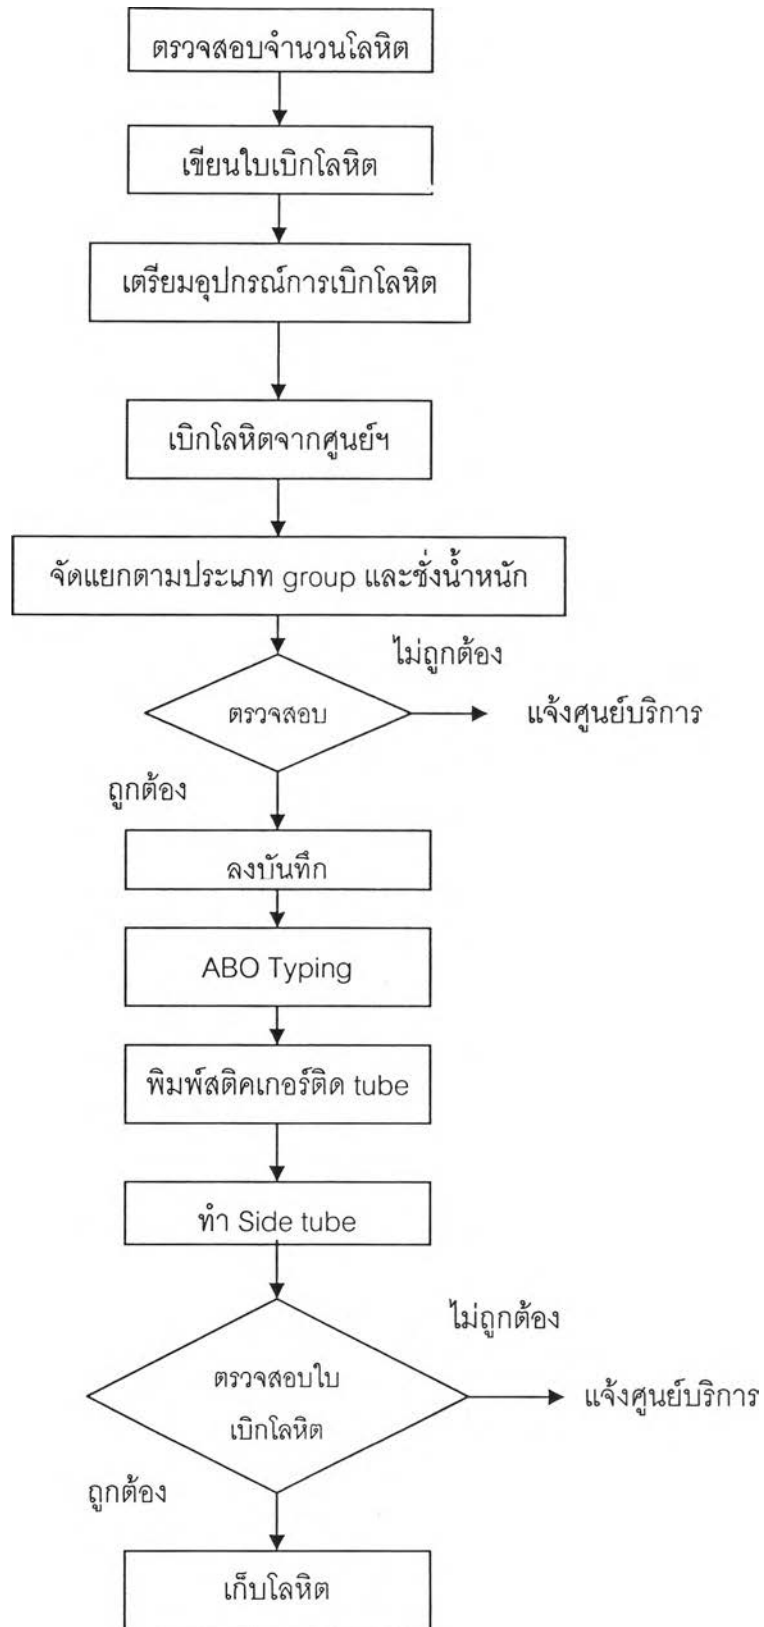 ตรวจสอบจำนวนโลหิต
เขียนใบเบิกโลหิต
เตรียมอุปกรณ์การเบิกโลหิต
เบิกโลหิตจากศูนย์ฯ
จัดแยกตามประเภท group และชั่งน้ำหนัก
ไม่ถูกต้อง
ตรวจสอบ
แจ้งศูนย์บริการ
ถูกต้อง
ลงบันทึก
ABO Typing
พิมพ์สติคเกอร์ติด tube
ทำ Side tube
ไม่ถูกต้อง
ตรวจสอบใบ
เบิกโลหิต
แจ้งศูนย์บริการ
ถูกต้อง
เก็บโลหิต